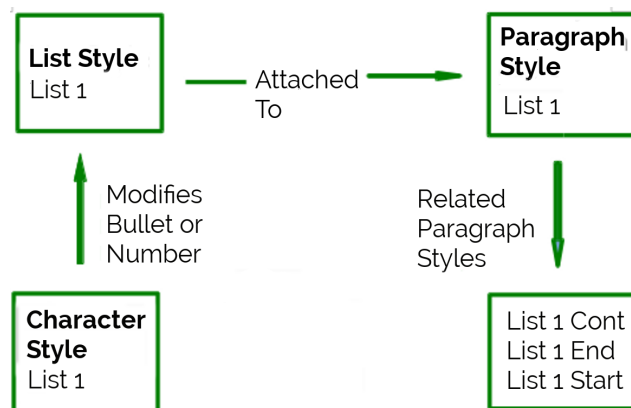 List Style
List 1
Attached
To
Paragraph
Style
List 1
Modifies
Bullet or
Number
Related
Paragraph
Styles
Character
Style
List 1
List 1 Cont
List 1 End
List 1 Start